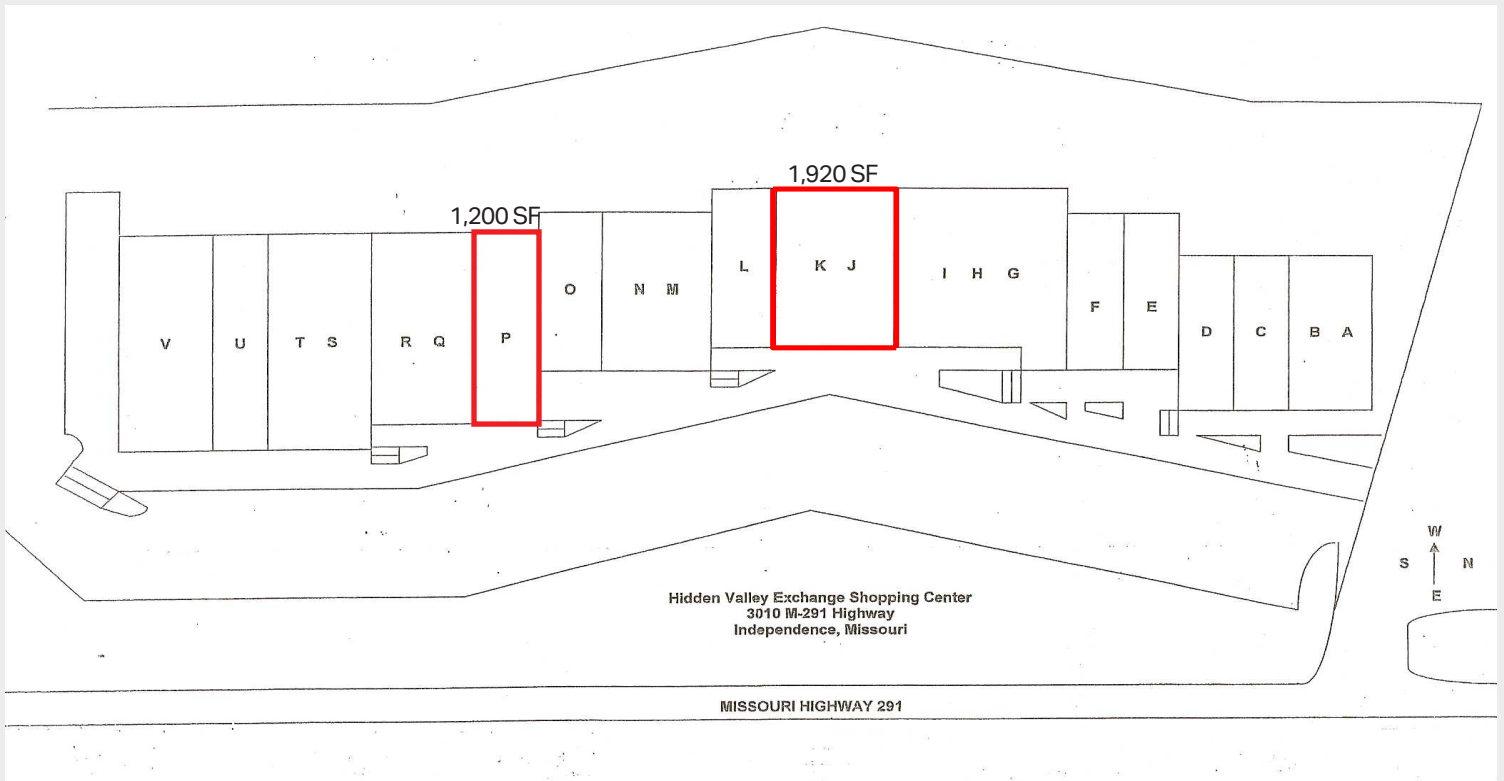 1,920 SF
1,200 SF
V U T S R Q P O N M L K J I H G F E D C B A
W
S N
E
Hidden Valley Exchange Shopping Center
3010 M-291 Highway
Independence, Missouri
MISSOURI HIGHWAY 291